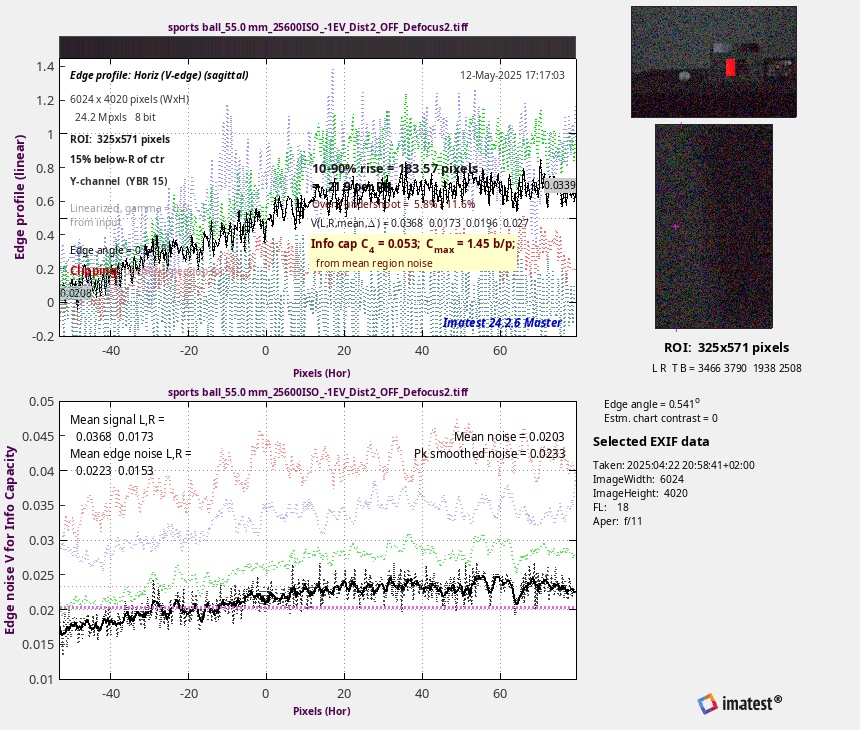 sports ball_55.0 mm_25600ISO_-1EV_Dist2_OFF_Defocus2.tiff
Edge profile: Horiz (V-edge) (sagittal)
12-May-2025 17:17:03
6024 x 4020 pixels (WxH)
24.2 Mpxls 8 bit
ROI: 325x571 pixels
15% below-R of ctr
Y-channel (YBR 15)
Linearized, gamma =
from input
Edge angle =
Clipping
10-90% rise = 183.57 pixels
= 21.9 per PH
V(L,R,mean,Δ) = 0.0368 0.0173 0.0196 0.027
Info cap C4 = 0.053; Cmax = 1.45 b/p;
from mean region noise
0.0339
0.0208
Imatest 24.2.6 Master
Edge profile (linear)
1.4
1.2
1
0.8
0.6
0.4
0.2
0
-0.2
-40 -20 0 20 40 60
Pixels (Hor)
sports ball_55.0 mm_25600ISO_-1EV_Dist2_OFF_Defocus2.tiff
Mean signal L,R =
0.0368 0.0173
Mean edge noise L,R =
0.0223 0.0153
Mean noise = 0.0203
Pk smoothed noise = 0.0233
Edge noise V for Info Capacity
0.05
0.045
0.04
0.035
0.03
0.025
0.02
0.015
0.01
-40 -20 0 20 40 60
Pixels (Hor)
ROI: 325x571 pixels
L R T B = 3466 3790 1938 2508
Edge angle = 0.541o
Estm. chart contrast = 0
Selected EXIF data
Taken: 2025:04:22 20:58:41+02:00
ImageWidth: 6024
ImageHeight: 4020
FL: 18
Aper: f/11
imatest®